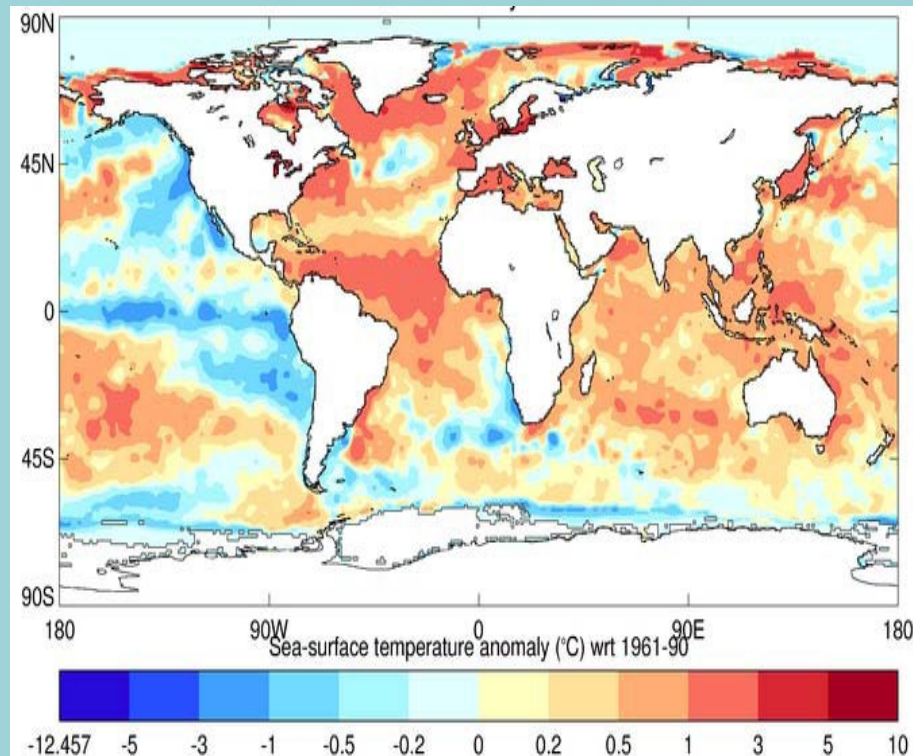 90N
45N
0
45S
90S
180 90W 0 90E 180
Sea-surface temperature anomaly (°C) wrt 1961-90
-12.457 -5 -3 -1 -0.5 -0.2 0 0.2 0.5 1 3 5 10